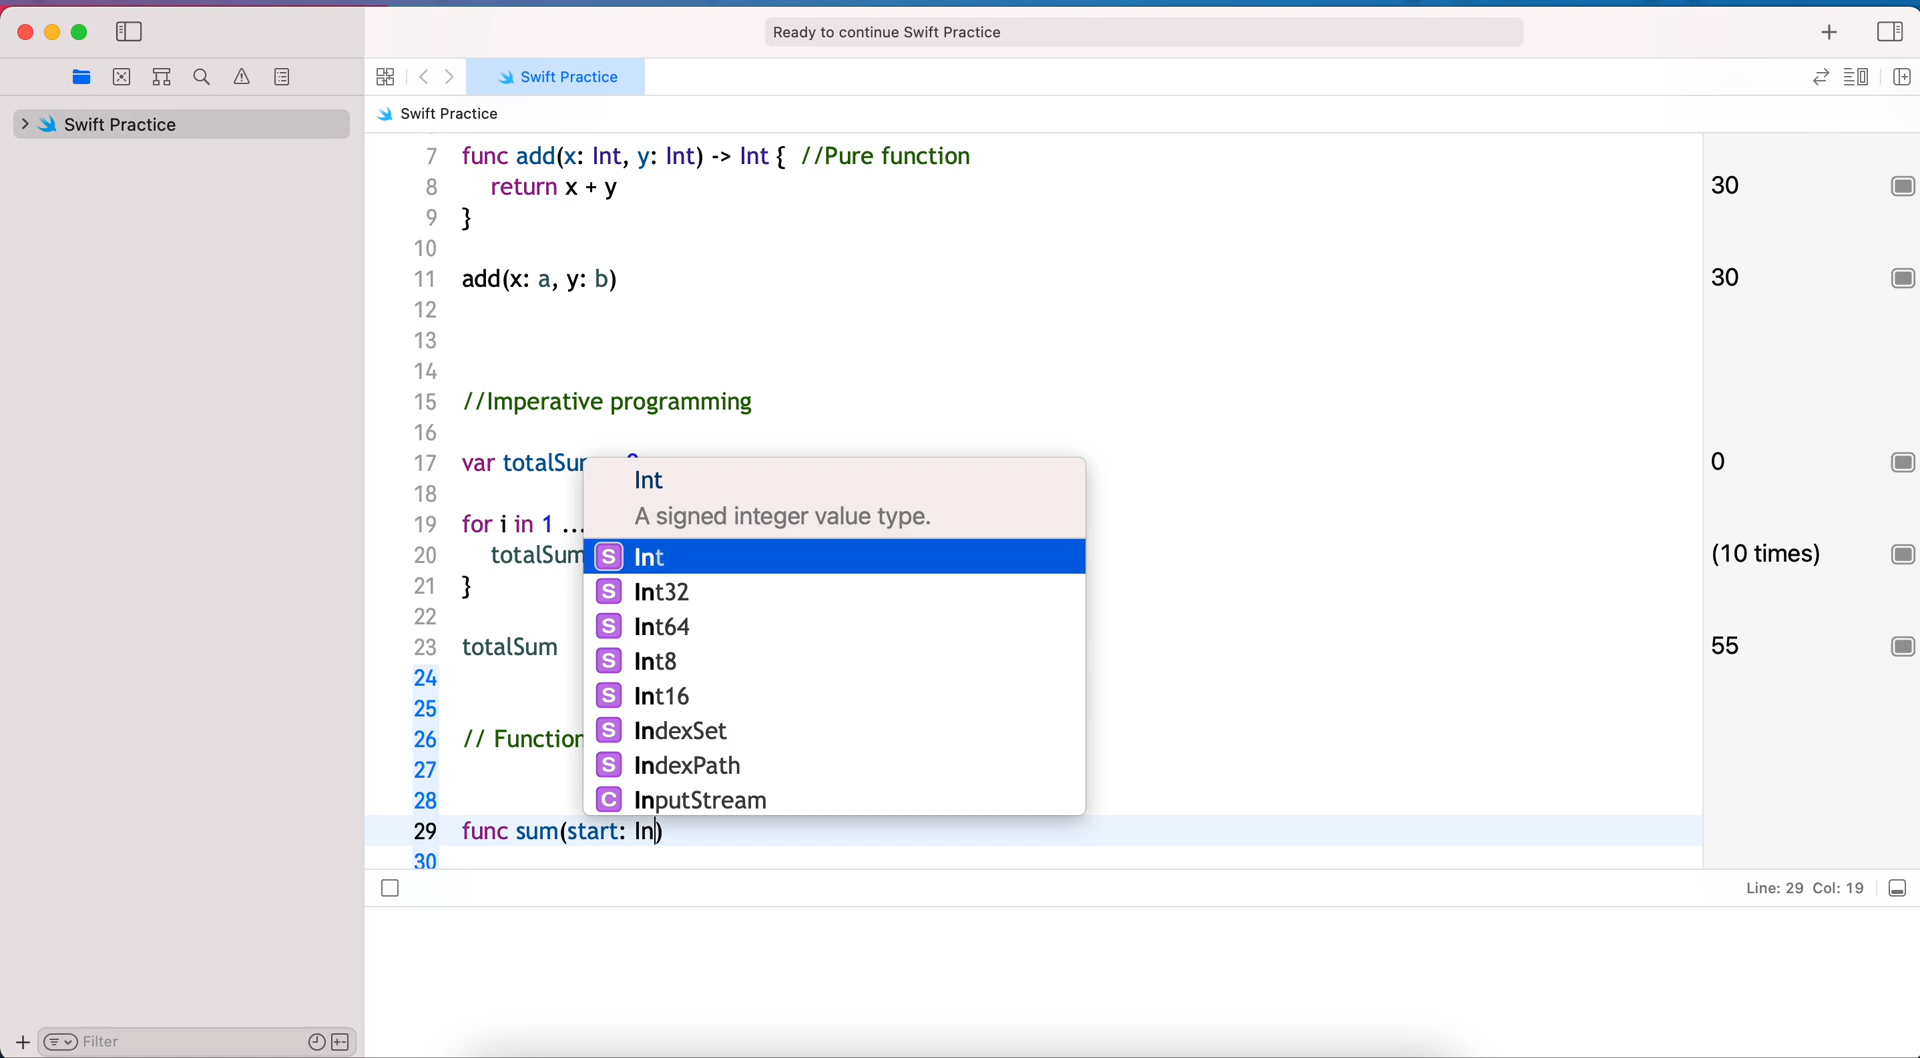 Ready to continue Swift Practice
Swift Practice
Swift Practice
Swift Practice
7 func add(x: Int, y: Int) -> Int { //Pure function
30
8 return x + y
9 }
10
11 add(x: a, y: b)
30
12
13
14
15 //Imperative programming
16
17 var totalSum
0
18
19 for i in 1 ...
20 totalSum
(10 times)
21 }
22
23 totalSum
55
24
25
26 // Function
27
28
29 func sum(start: In)
30
Int
A signed integer value type.
S Int
S Int32
S Int64
S Int8
S Int16
S IndexSet
S IndexPath
C InputStream
Line: 29 Col: 19
Filter